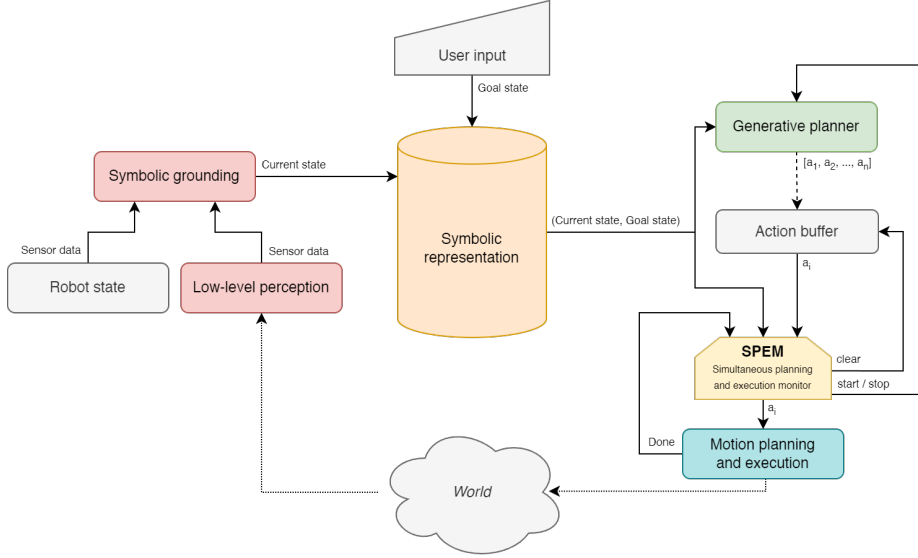 User input
Goal state
Generative planner
[a1, a2, ..., an]
Symbolic grounding
Current state
Sensor data
Sensor data
Robot state
Low-level perception
Symbolic
representation
(Current state, Goal state)
Action buffer
ai
SPEM
Simultaneous planning
and execution monitor
clear
start / stop
ai
Done
Motion planning
and execution
World